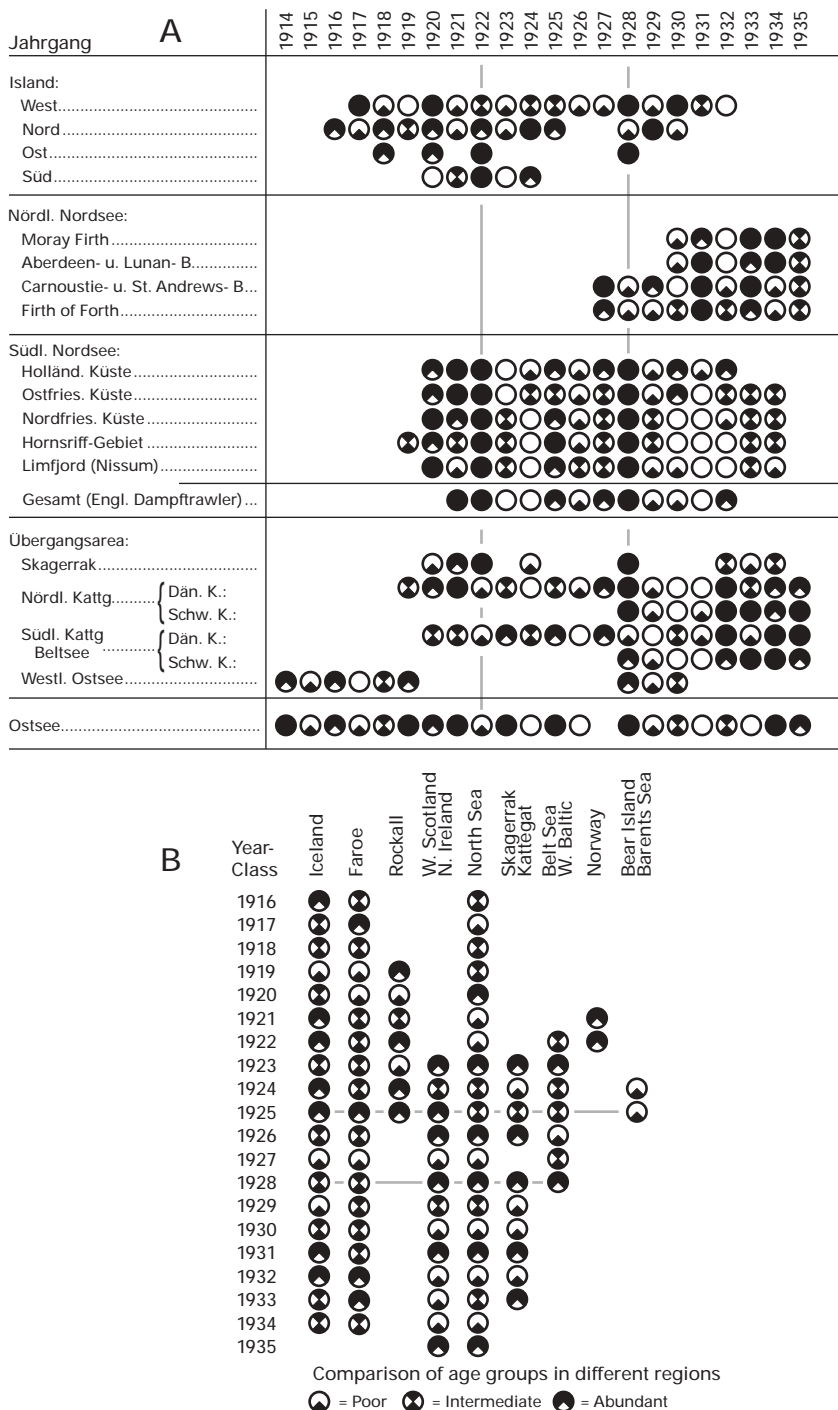 A
Jahrgang 1914 1915 1916 1917 1918 1919 1920 1921 1922 1923 1924 1925 1926 1927 1928 1929 1930 1931 1932 1933 1934 1935
Island:
West
Nord
Ost
Süd
Nördl. Nordsee:
Moray Firth
Aberdeen- u. Lunan- B.
Carnoustie- u. St. Andrews- B
Firth of Forth
Südl. Nordsee:
Holländ. Küste
Ostfries. Küste
Nordfries. Küste
Hornsriff-Gebiet
Limfjord (Nissum)
Gesamt (Engl. Dampftrawler)
Übergangsarea:
Skagerrak
Nördl. Kattg { Dän. K.:
Schw. K.:
Südl. Kattg
Beltsee { Dän. K.:
Schw. K.:
Westl. Ostsee
Ostsee
B
Year-
Class
Iceland
Faroe
Rockall
W. Scotland
N. Ireland
North Sea
Skagerrak
Kattegat
Belt Sea
W. Baltic
Norway
Bear Island
Barents Sea
1916
1917
1918
1919
1920
1921
1922
1923
1924
1925
1926
1927
1928
1929
1930
1931
1932
1933
1934
1935
Comparison of age groups in different regions
= Poor = Intermediate = Abundant